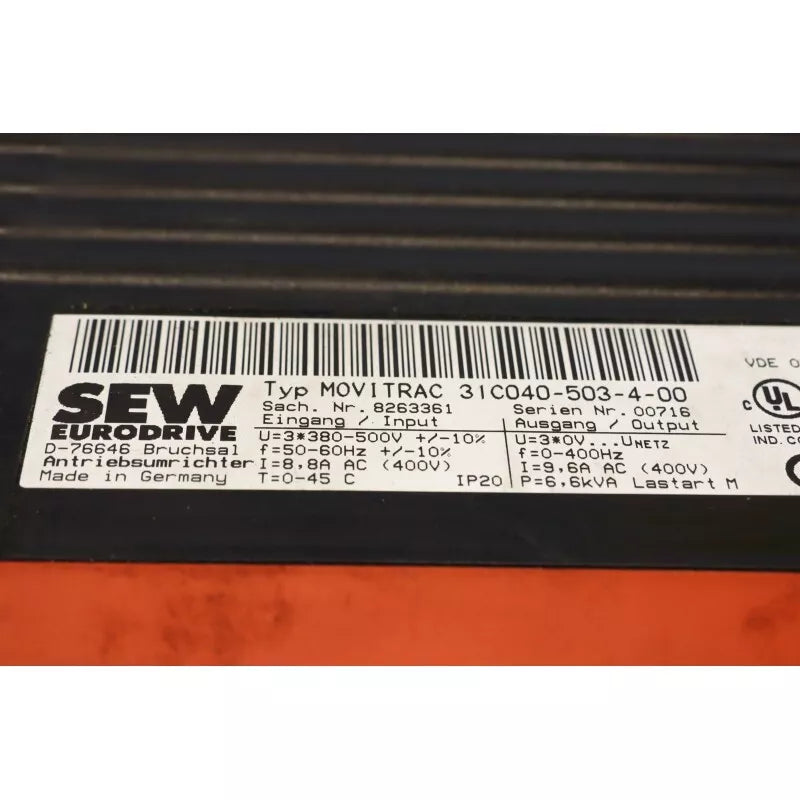 Typ MOVITRAC 31C040-503-4-00
Sach. Nr. 8263361 Serien Nr. 00716
SEW
EURODRIVE
D-76646 Bruchsal
Antriebsumrichter
Made in Germany
Eingang / Input
U=3*380-500V +/-10%
f=50-60Hz +/-10%
I=8,8A AC (400V)
T=0-45 C IP20
Ausgang / Output
U=3*0V...UNETZ
f=0-400Hz
I=9,6A AC (400V)
P=6,6kVA Lastart M
VDE
C UL
LISTED
IND.